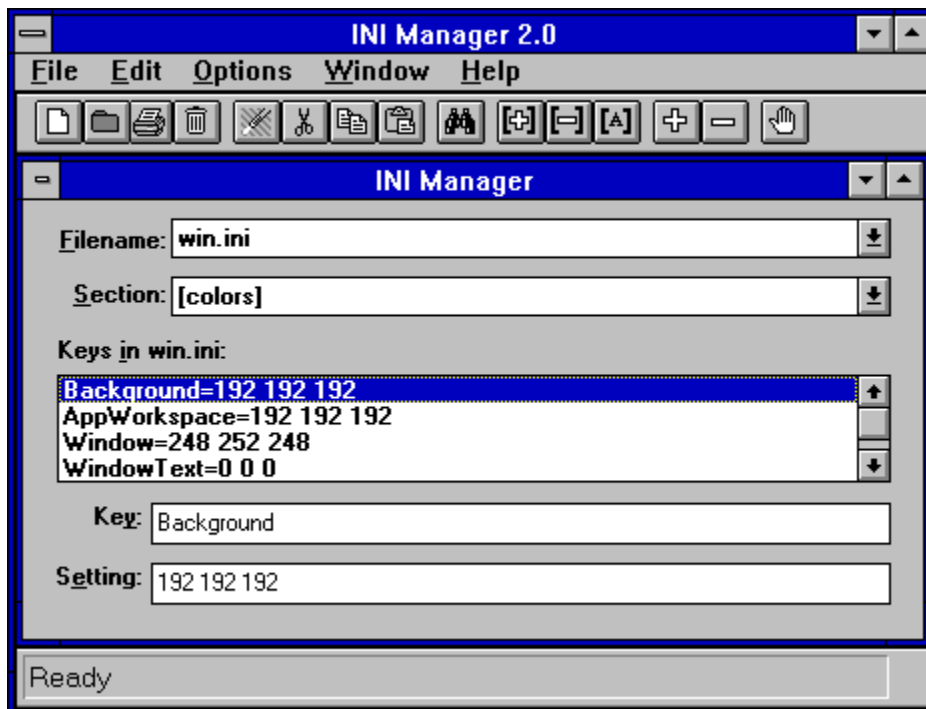 INI Manager 2.0
File Edit Options Window Help
[A]
INI Manager
Filename: win.ini
Section: [colors]
Keys in win.ini:
Background=192 192 192
AppWorkspace=192 192 192
Window=248 252 248
WindowText=0 0 0
Key: Background
Setting: 192 192 192
Ready